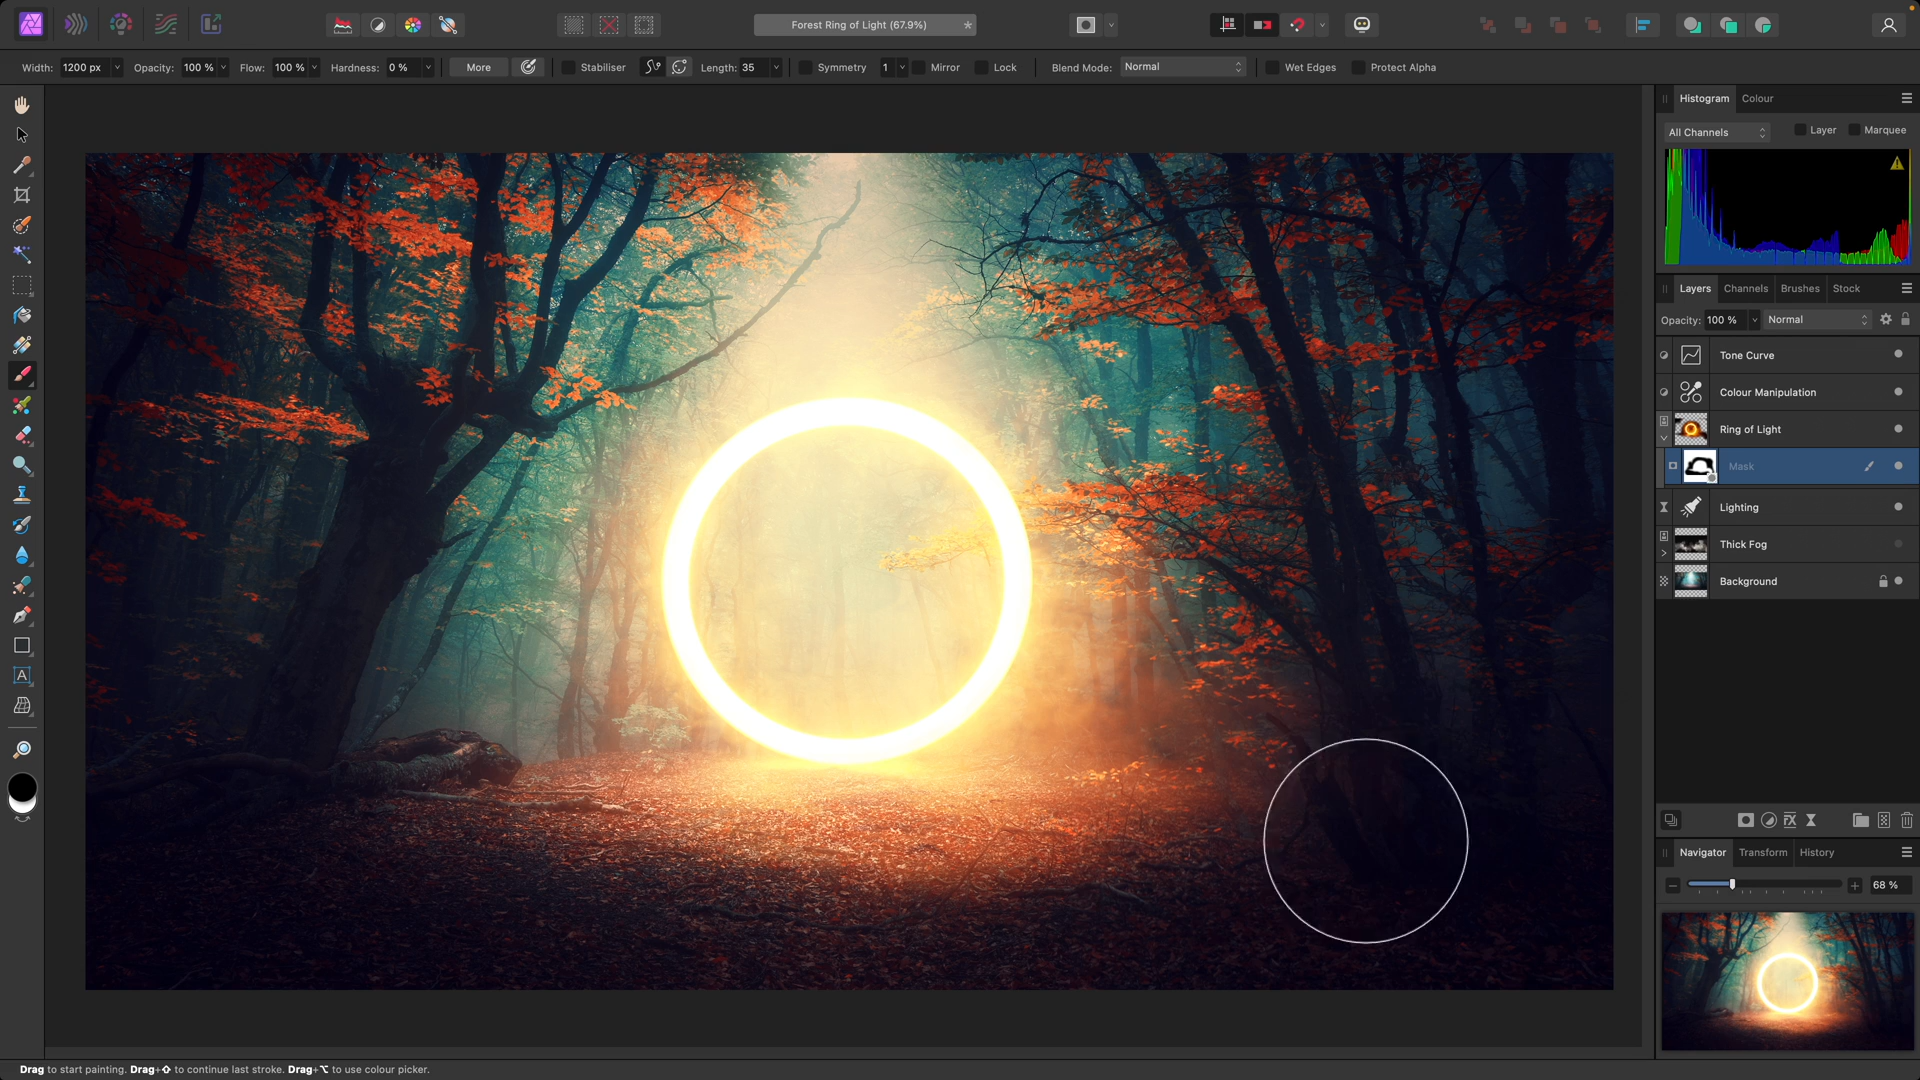 Forest Ring of Light (67.9%)
Width: 1200 px Opacity: 100 % Flow: 100 % Hardness: 0 % More Stabiliser Length: 35 Symmetry 1 Mirror Lock Blend Mode: Normal Wet Edges Protect Alpha
Histogram Colour
All Channels Layer Marquee
Layers Channels Brushes Stock
Opacity: 100 % Normal
Tone Curve
Colour Manipulation
Ring of Light
Mask
Lighting
Thick Fog
Background
Navigator Transform History
68 %
Drag to start painting. Drag+⇧ to continue last stroke. Drag+⌥ to use colour picker.